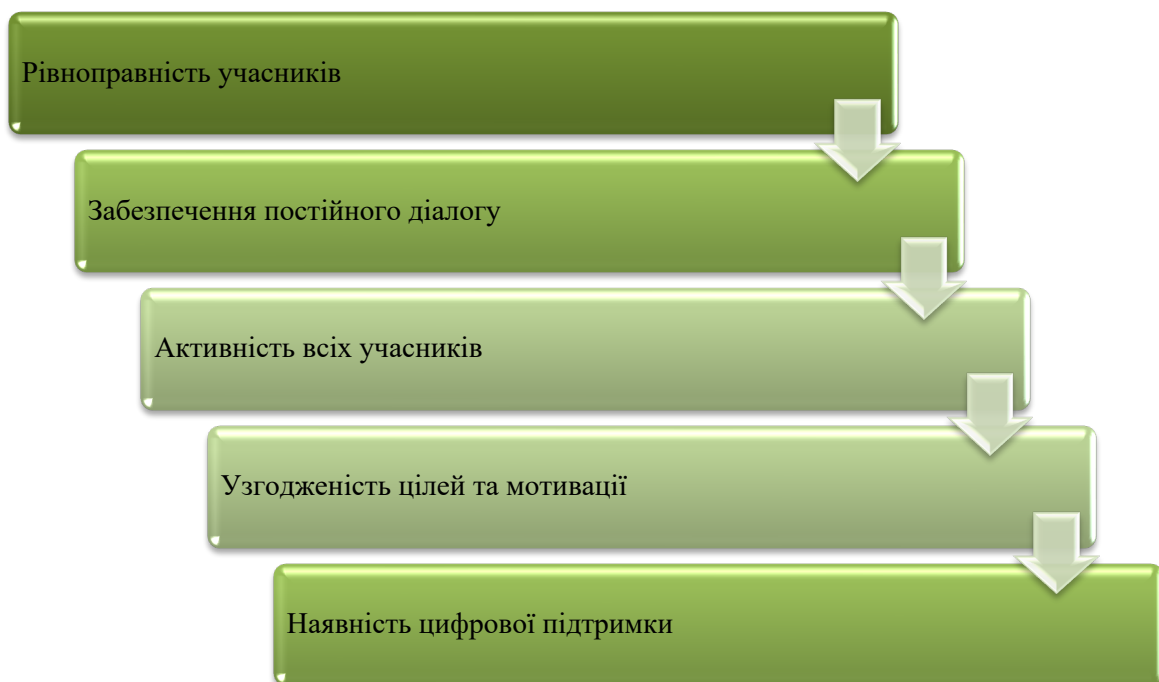 Рівноправність учасників
Забезпечення постійного діалогу
Активність всіх учасників
Узгодженість цілей та мотивації
Наявність цифрової підтримки